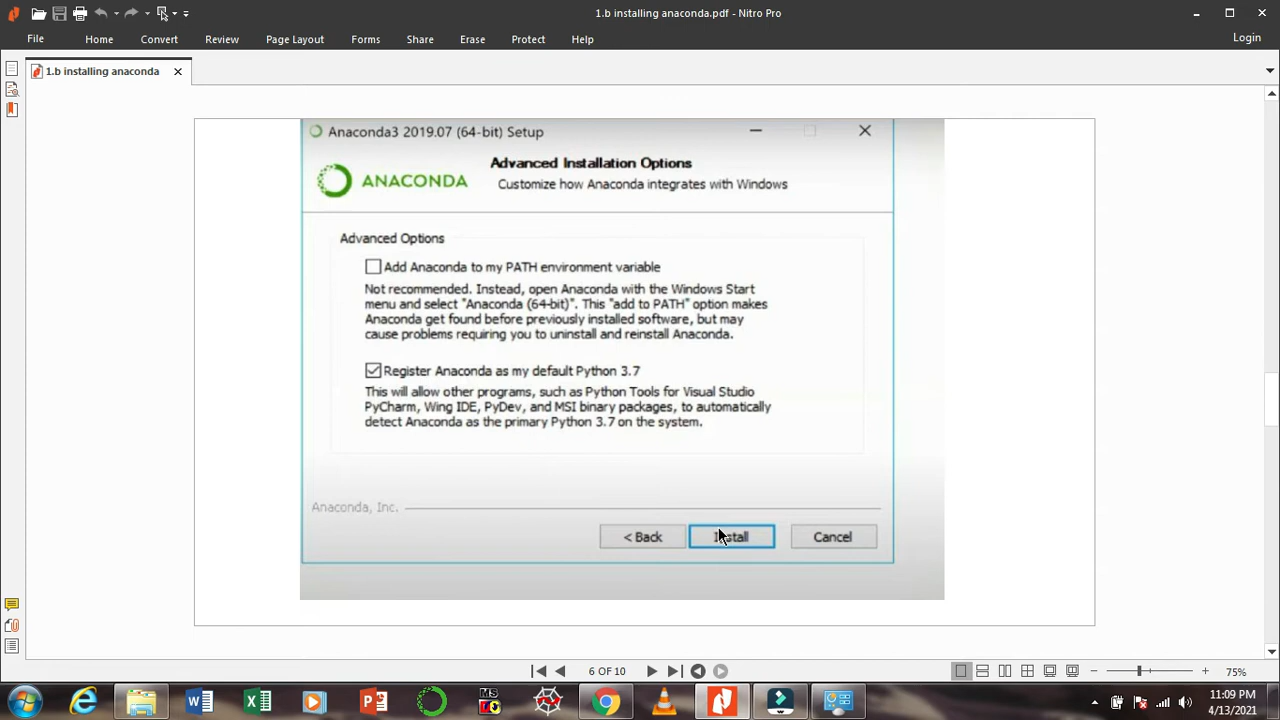 1.b installing anaconda.pdf - Nitro Pro
File Home Convert Review Page Layout Forms Share Erase Protect Help Login
1.b installing anaconda
Anaconda3 2019.07 (64-bit) Setup
Advanced Installation Options
ANACONDA
Customize how Anaconda integrates with Windows
Advanced Options
Add Anaconda to my PATH environment variable
Not recommended. Instead, open Anaconda with the Windows Start
menu and select "Anaconda (64-bit)". This "add to PATH" option makes
Anaconda get found before previously installed software, but may
cause problems requiring you to uninstall and reinstall Anaconda.
Register Anaconda as my default Python 3.7
This will allow other programs, such as Python Tools for Visual Studio
PyCharm, Wing IDE, PyDev, and MSI binary packages, to automatically
detect Anaconda as the primary Python 3.7 on the system.
Anaconda, Inc.
< Back Install Cancel
6 OF 10
75%
MS
11:09 PM
4/13/2021